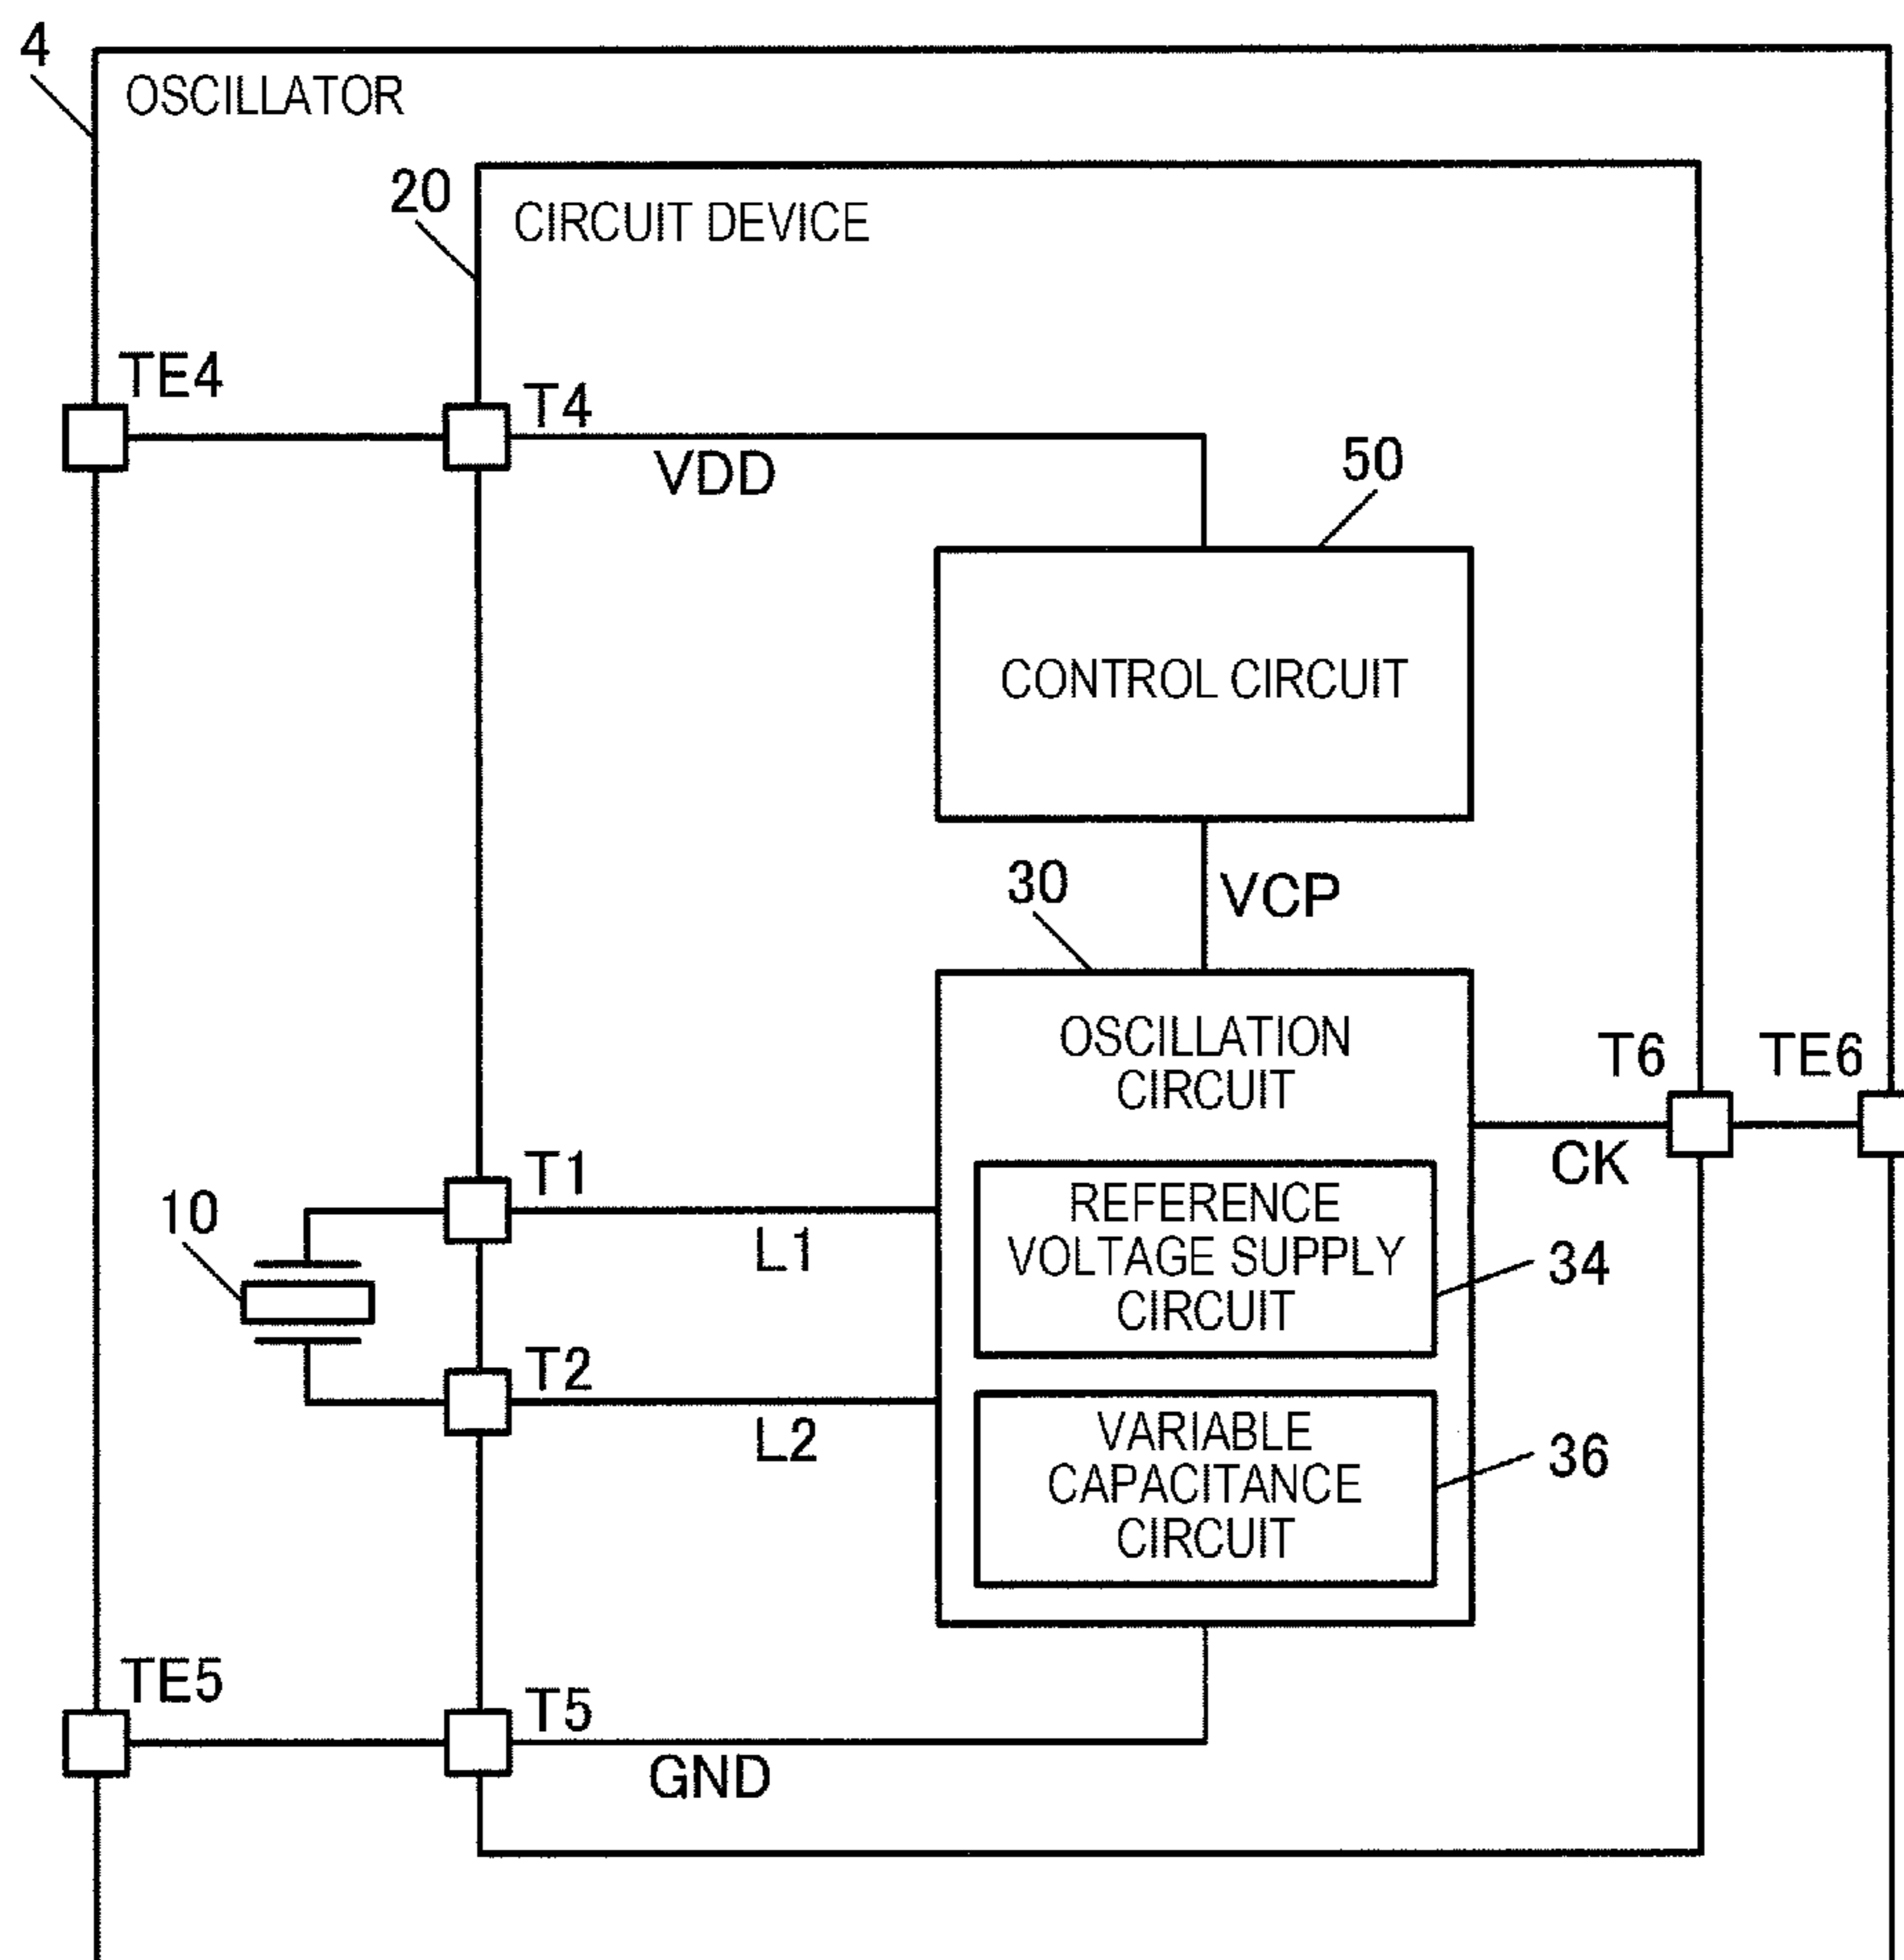 4
OSCILLATOR
20
CIRCUIT DEVICE
TE4
T4
VDD
50
CONTROL CIRCUIT
30
VCP
OSCILLATION
CIRCUIT
T6
TE6
CK
T1
10
L1
REFERENCE
VOLTAGE SUPPLY
CIRCUIT
34
T2
L2
VARIABLE
CAPACITANCE
CIRCUIT
36
TE5
T5
GND